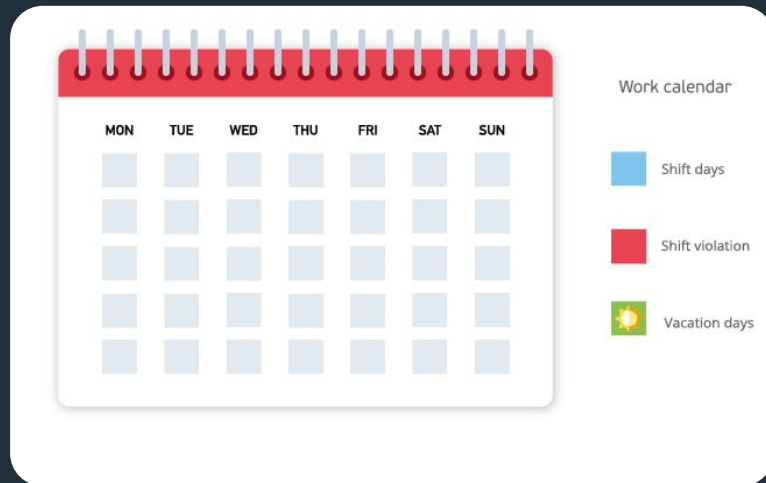 Work calendar
MON TUE WED THU FRI SAT SUN
Shift days
Shift violation
Vacation days